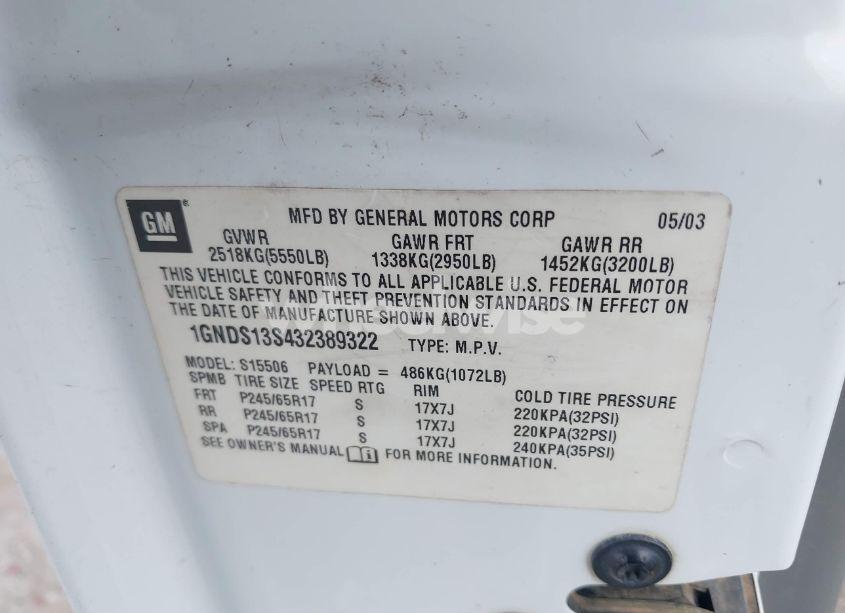 GM
MFD BY GENERAL MOTORS CORP 05/03
GVWR GAWR FRT GAWR RR
2518KG(5550LB) 1338KG(2950LB) 1452KG(3200LB)
THIS VEHICLE CONFORMS TO ALL APPLICABLE U.S. FEDERAL MOTOR
VEHICLE SAFETY AND THEFT PREVENTION STANDARDS IN EFFECT ON
THE DATE OF MANUFACTURE SHOWN ABOVE.
1GNDS13S432389322 TYPE: M.P.V.
MODEL: S15506 PAYLOAD = 486KG(1072LB)
SPMB TIRE SIZE SPEED RTG RIM COLD TIRE PRESSURE
FRT P245/65R17 S 17X7J 220KPA(32PSI)
RR P245/65R17 S 17X7J 220KPA(32PSI)
SPA P245/65R17 S 17X7J 240KPA(35PSI)
SEE OWNER'S MANUAL i FOR MORE INFORMATION.